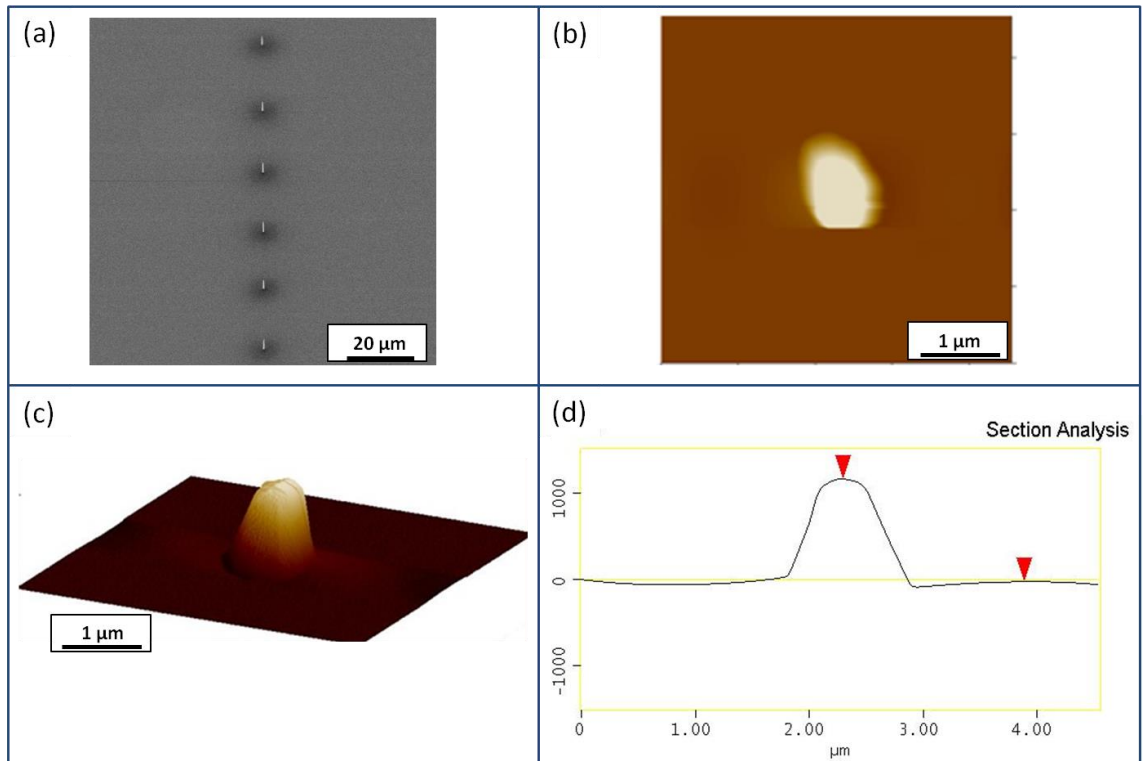 (a)
20 μm
(b)
1 μm
(c)
1 μm
(d)
Section Analysis
1000
0
-1000
0
1.00
2.00
3.00
4.00
μm